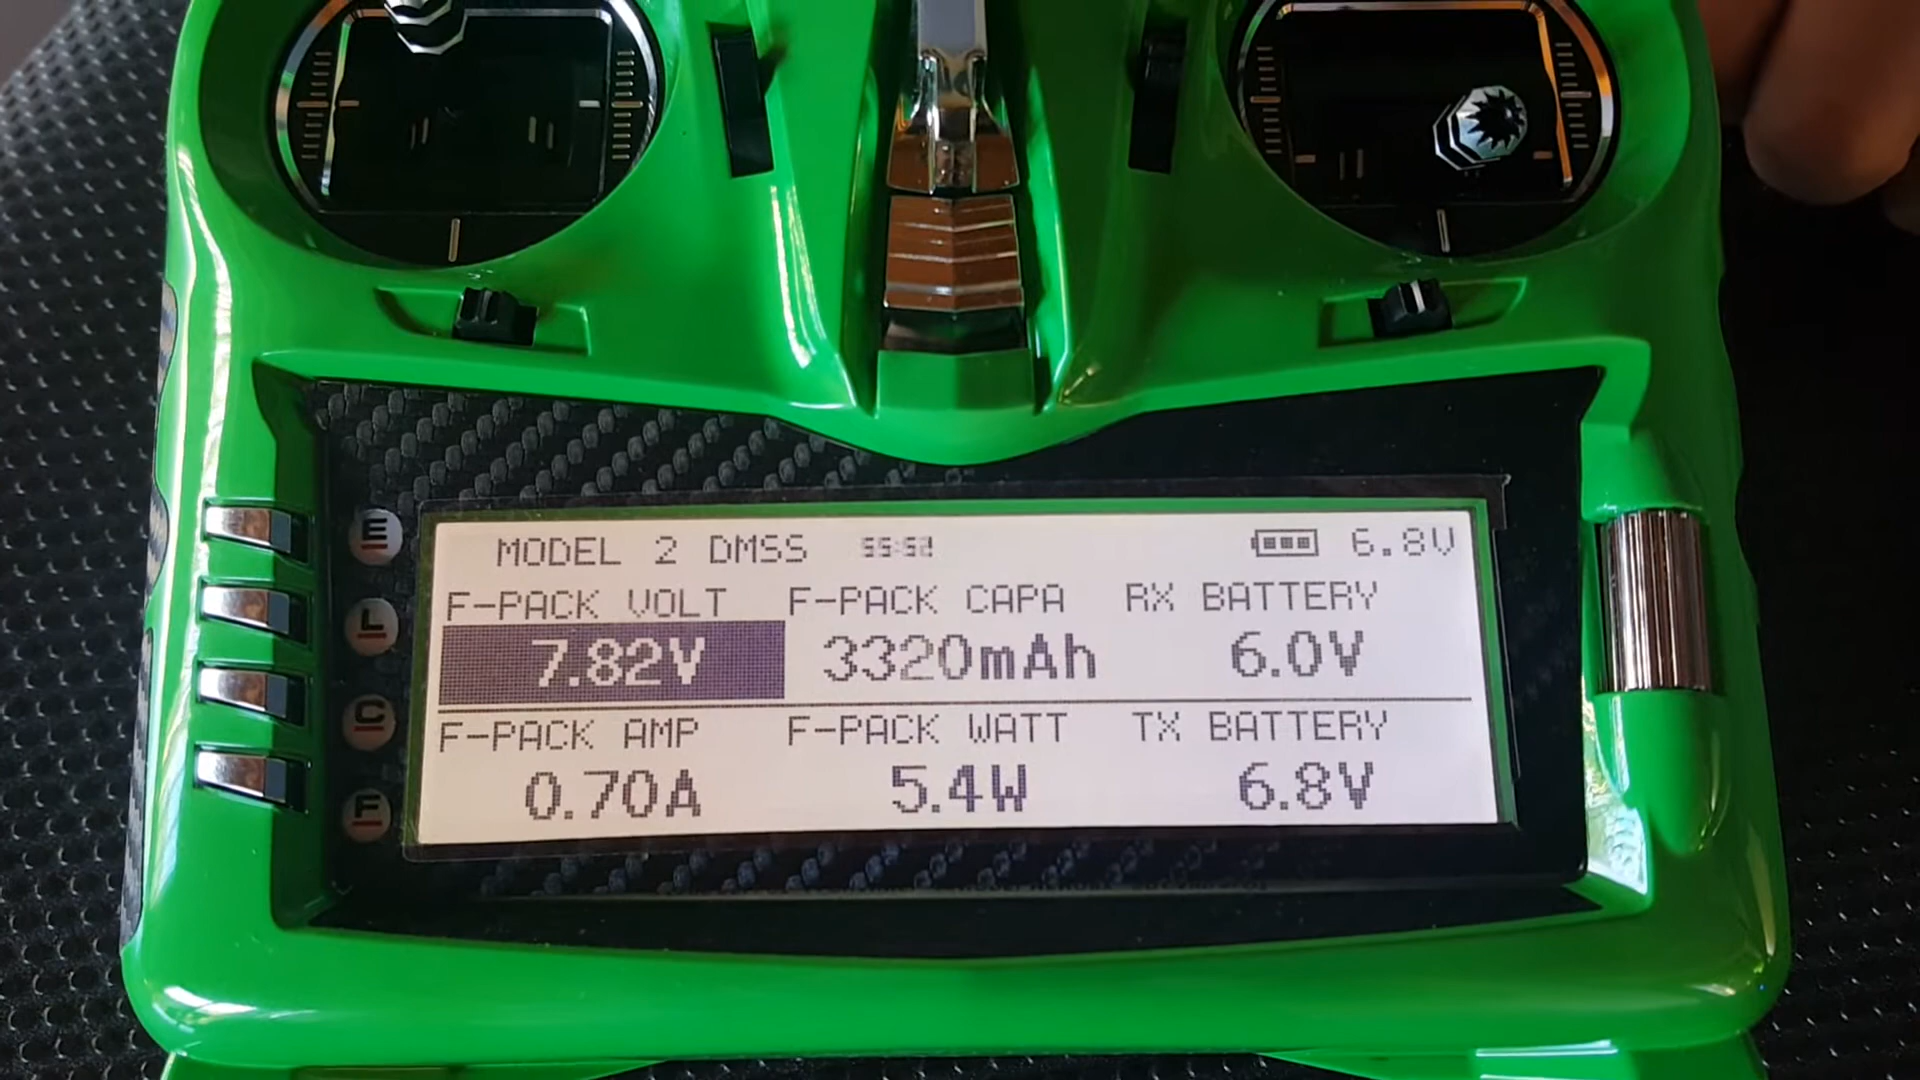 MODEL 2 DMSS 6.8V
F-PACK VOLT F-PACK CAPA RX BATTERY
7.82V 3320mAh 6.0V
F-PACK AMP F-PACK WATT TX BATTERY
0.70A 5.4W 6.8V
E
L
C
F